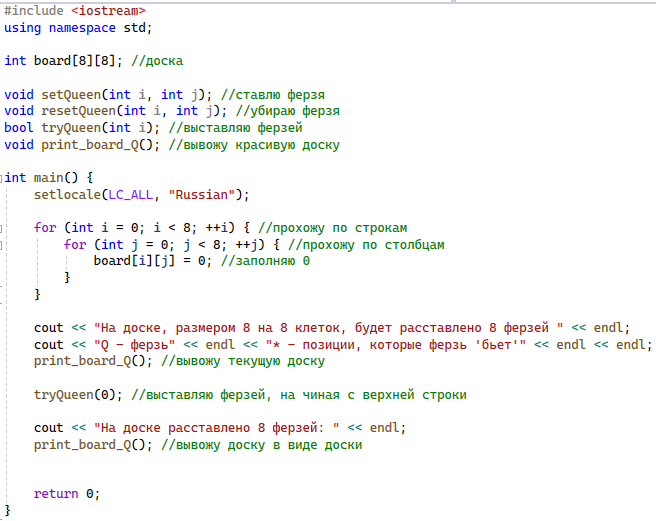 #include <iostream>
using namespace std;
int board[8][8]; //доска
void setQueen(int i, int j); //ставлю ферзя
void resetQueen(int i, int j); //убираю ферзя
bool tryQueen(int i); //выставляю ферзей
void print_board_Q(); //вывожу красивую доску
int main() {
setlocale(LC_ALL, "Russian");
for (int i = 0; i < 8; ++i) { //прохожу по строкам
for (int j = 0; j < 8; ++j) { //прохожу по столбцам
board[i][j] = 0; //заполняю 0
}
}
cout << "На доске, размером 8 на 8 клеток, будет расставлено 8 ферзей " << endl;
cout << "Q – ферзь" << endl << "* – позиции, которые ферзь 'бьет'" << endl << endl;
print_board_Q(); //вывожу текущую доску
tryQueen(0); //выставляю ферзей, на чиная с верхней строки
cout << "На доске расставлено 8 ферзей: " << endl;
print_board_Q(); //вывожу доску в виде доски
return 0;
}